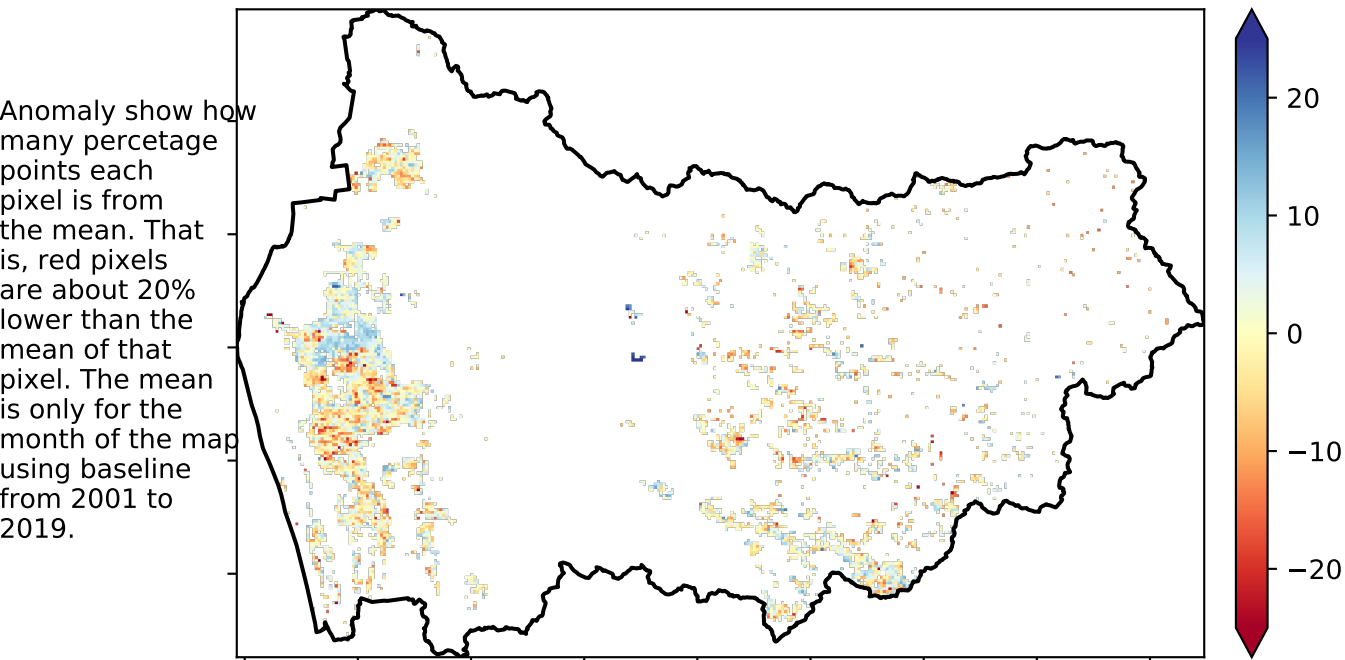 Anomaly show how
many percetage
points each
pixel is from
the mean. That
is, red pixels
are about 20%
lower than the
mean of that
pixel. The mean
is only for the
month of the map
using baseline
from 2001 to
2019.
20
10
0
−10
−20